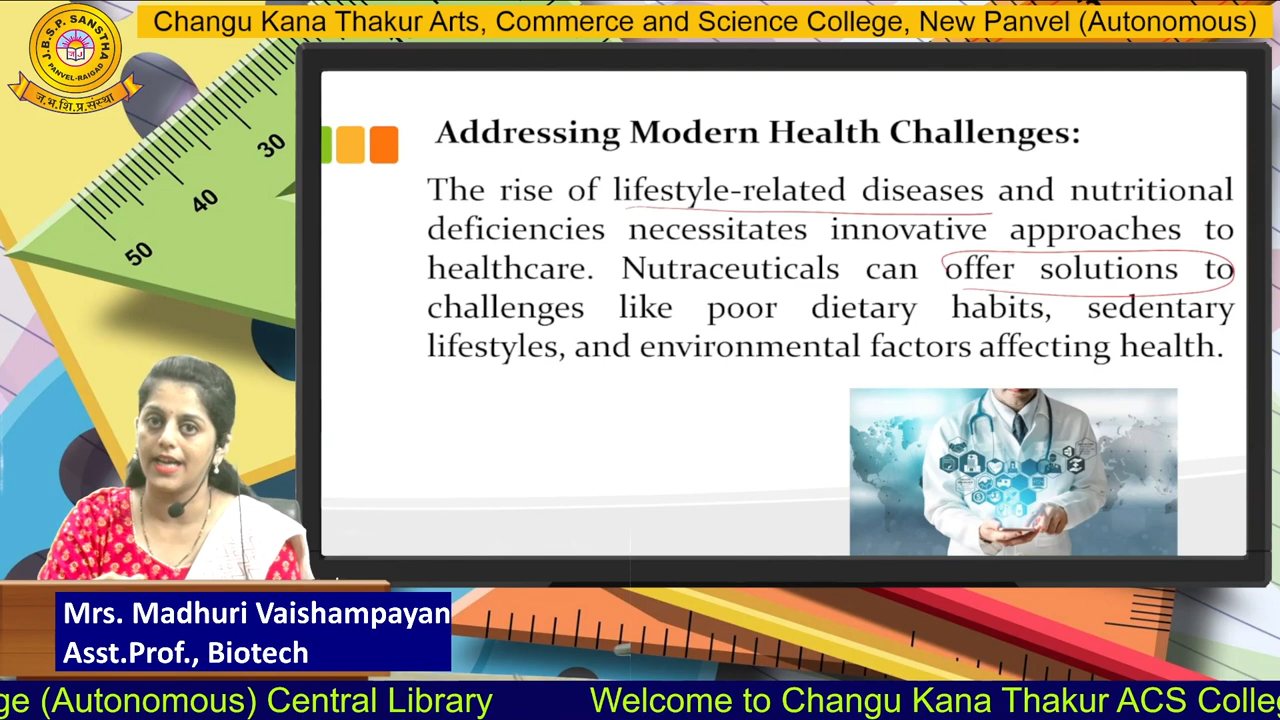 Changu Kana Thakur Arts, Commerce and Science College, New Panvel (Autonomous)
J.B.S.P. SANSTHA
PANVEL-RAIGAD
ज.भ.शि.प्र.संस्था
30
40
50
Addressing Modern Health Challenges:
The rise of lifestyle-related diseases and nutritional
deficiencies necessitates innovative approaches to
healthcare. Nutraceuticals can offer solutions to
challenges like poor dietary habits, sedentary
lifestyles, and environmental factors affecting health.
Mrs. Madhuri Vaishampayan
Asst.Prof., Biotech
ge (Autonomous) Central Library Welcome to Changu Kana Thakur ACS Colle